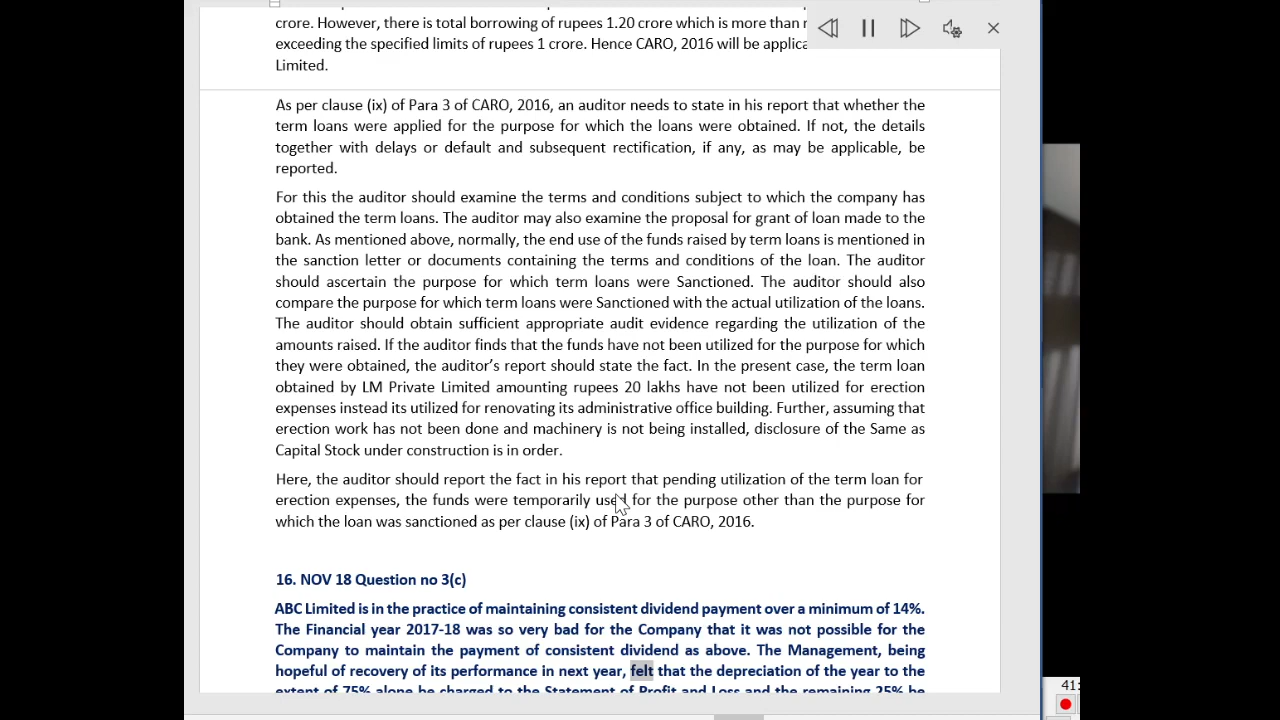 crore. However, there is total borrowing of rupees 1.20 crore which is more than
exceeding the specified limits of rupees 1 crore. Hence CARO, 2016 will be
Limited.
As per clause (ix) of Para 3 of CARO, 2016, an auditor needs to state in his report that whether the
term loans were applied for the purpose for which the loans were obtained. If not, the details
together with delays or default and subsequent rectification, if any, as may be applicable, be
reported.
For this the auditor should examine the terms and conditions subject to which the company has
obtained the term loans. The auditor may also examine the proposal for grant of loan made to the
bank. As mentioned above, normally, the end use of the funds raised by term loans is mentioned in
the sanction letter or documents containing the terms and conditions of the loan. The auditor
should ascertain the purpose for which term loans were Sanctioned. The auditor should also
compare the purpose for which term loans were Sanctioned with the actual utilization of the loans.
The auditor should obtain sufficient appropriate audit evidence regarding the utilization of the
amounts raised. If the auditor finds that the funds have not been utilized for the purpose for which
they were obtained, the auditor's report should state the fact. In the present case, the term loan
obtained by LM Private Limited amounting rupees 20 lakhs have not been utilized for erection
expenses instead its utilized for renovating its administrative office building. Further, assuming that
erection work has not been done and machinery is not being installed, disclosure of the Same as
Capital Stock under construction is in order.
Here, the auditor should report the fact in his report that pending utilization of the term loan for
erection expenses, the funds were temporarily used for the purpose other than the purpose for
which the loan was sanctioned as per clause (ix) of Para 3 of CARO, 2016.
16. NOV 18 Question no 3(c)
ABC Limited is in the practice of maintaining consistent dividend payment over a minimum of 14%.
The Financial year 2017-18 was so very bad for the Company that it was not possible for the
Company to maintain the payment of consistent dividend as above. The Management, being
hopeful of recovery of its performance in next year, felt that the depreciation of the year to the
extent of 75% alone be charged to the Statement of Profit and Loss and the remaining 25% be
41: